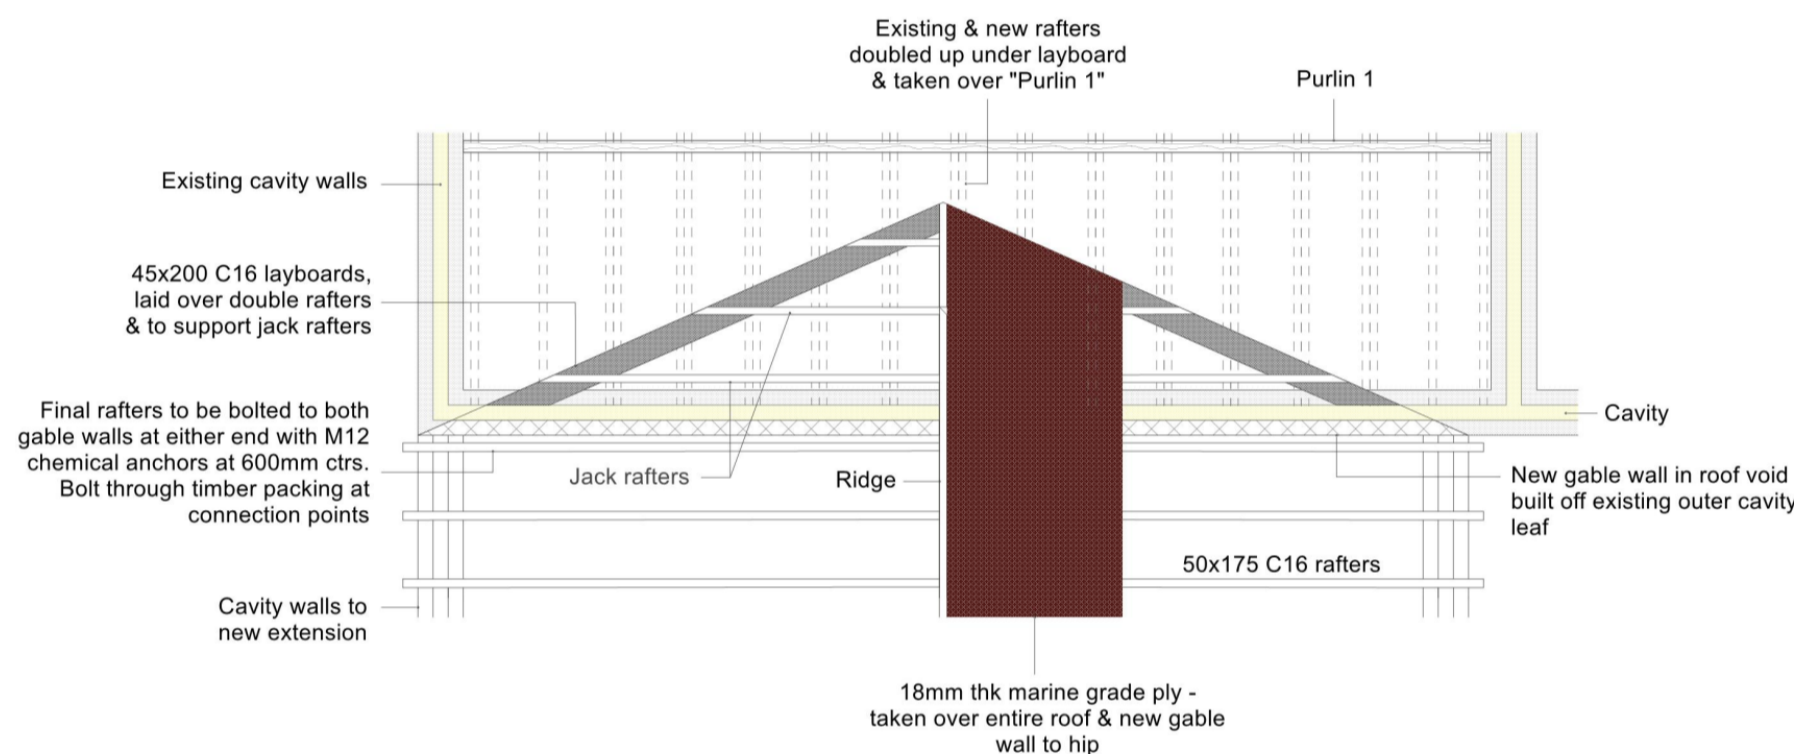 Existing & new rafters
doubled up under layboard
& taken over "Purlin 1"
Purlin 1
Existing cavity walls
45x200 C16 layboards,
laid over double rafters
& to support jack rafters
Final rafters to be bolted to both
gable walls at either end with M12
chemical anchors at 600mm ctrs.
Bolt through timber packing at
connection points
Jack rafters
Ridge
Cavity
New gable wall in roof void
built off existing outer cavity
leaf
50x175 C16 rafters
Cavity walls to
new extension
18mm thk marine grade ply -
taken over entire roof & new gable
wall to hip